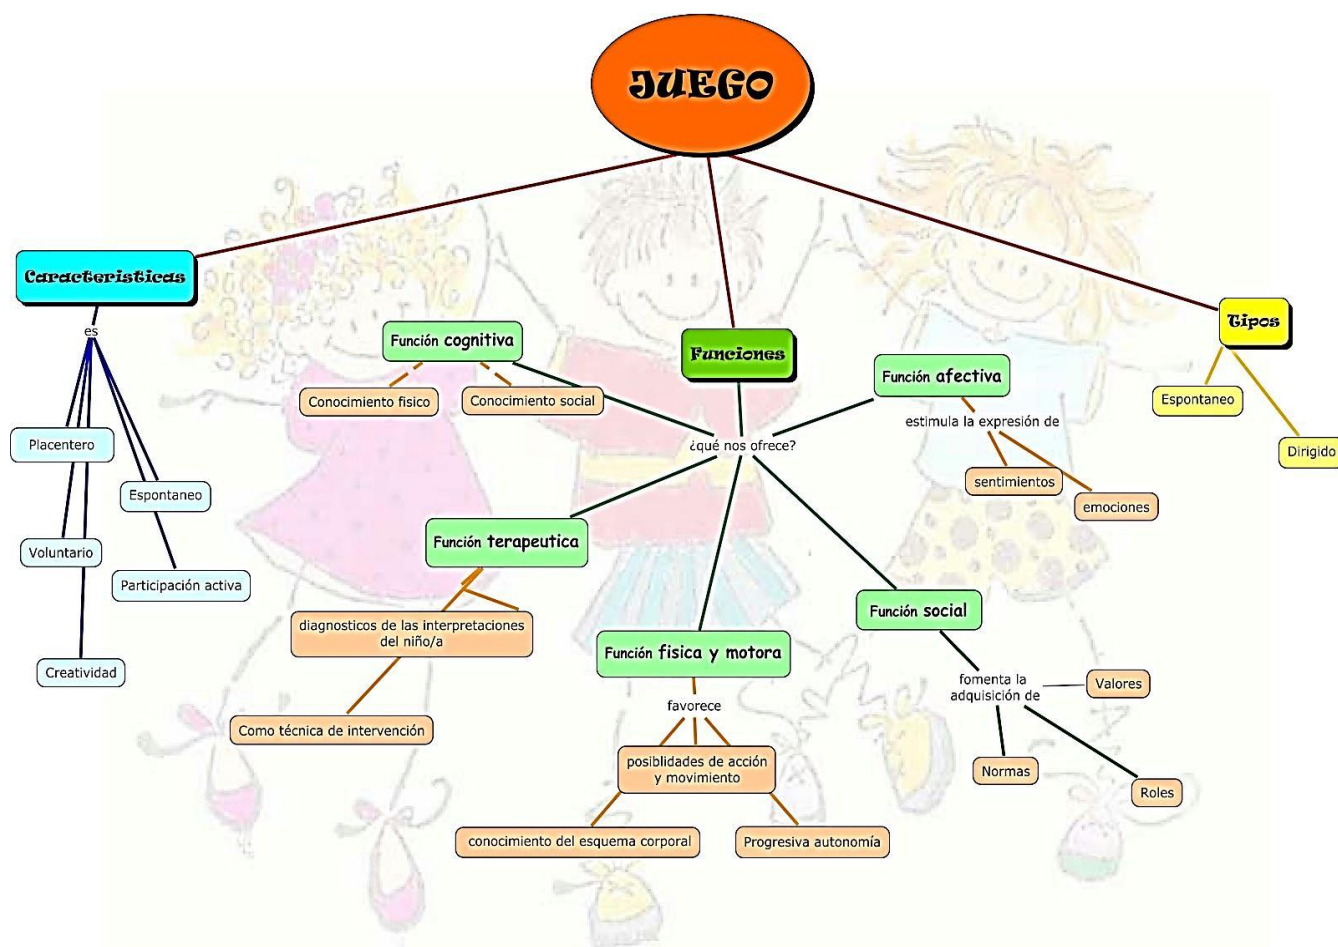 JUEGO
Caracteristicas
es
Placentero
Espontaneo
Voluntario
Participación activa
Creatividad
Funciones
¿qué nos ofrece?
Función cognitiva
Conocimiento fisico
Conocimiento social
Función afectiva
estimula la expresión de
sentimientos
emociones
Función terapeutica
diagnosticos de las interpretaciones
del niño/a
Como técnica de intervención
Función fisica y motora
favorece
posiblidades de acción
y movimiento
conocimiento del esquema corporal
Progresiva autonomía
Función social
fomenta la
adquisición de
Valores
Normas
Roles
Tipos
Espontaneo
Dirigido